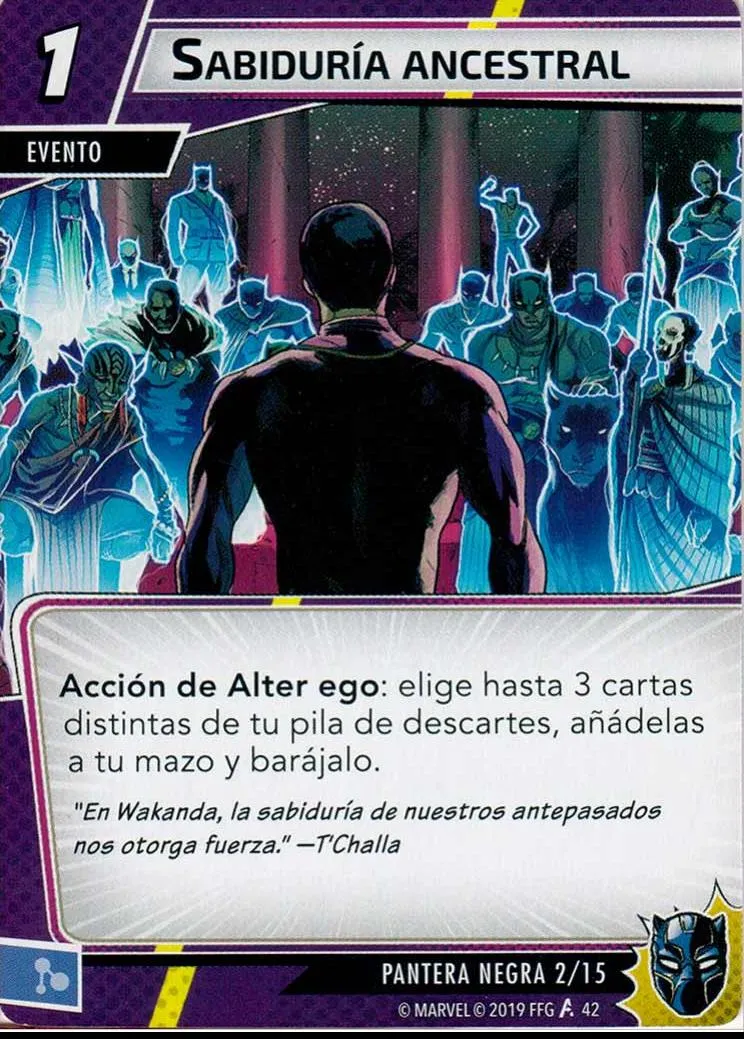 1
SABIDURÍA ANCESTRAL
EVENTO
Acción de Alter ego: elige hasta 3 cartas
distintas de tu pila de descartes, añádelas
a tu mazo y barájalo.
"En Wakanda, la sabiduría de nuestros antepasados
nos otorga fuerza." —T'Challa
PANTERA NEGRA 2/15
© MARVEL © 2019 FFG 42